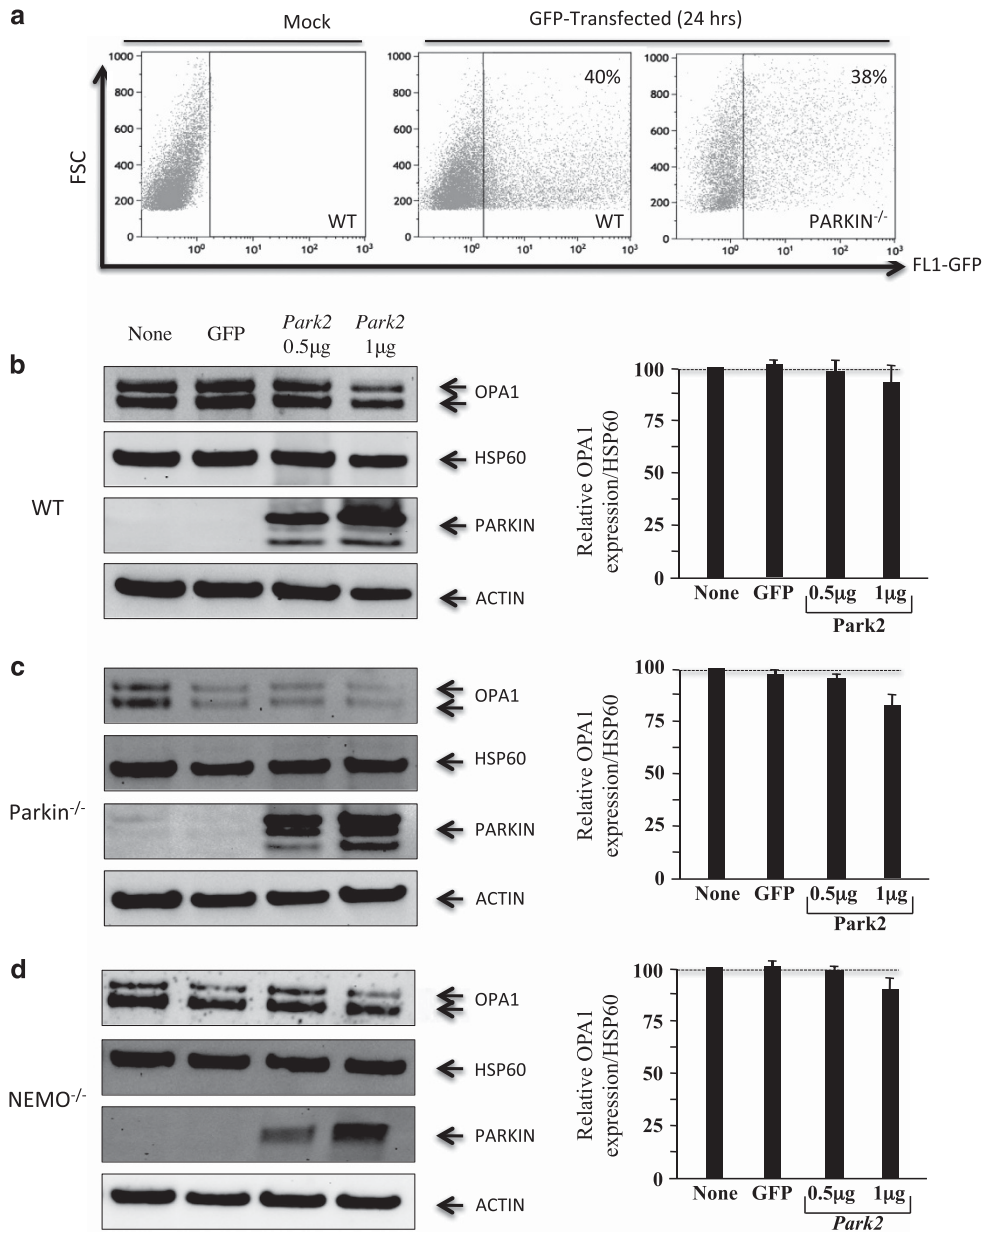 a
Mock
GFP-Transfected (24 hrs)
1000
800
600
400
200
0
10⁰ 10¹ 10² 10³
WT
1000
800
600
400
200
0
10⁰ 10¹ 10² 10³
40%
WT
1000
800
600
400
200
0
10⁰ 10¹ 10² 10³
38%
PARKIN-/-
FSC
FL1-GFP
None GFP Park2 0.5µg Park2 1µg
b
WT
OPA1
HSP60
PARKIN
ACTIN
Relative OPA1
expression/HSP60
100
75
50
25
0
None GFP 0.5µg 1µg
Park2
c
Parkin-/-
OPA1
HSP60
PARKIN
ACTIN
Relative OPA1
expression/HSP60
100
75
50
25
0
None GFP 0.5µg 1µg
Park2
d
NEMO-/-
OPA1
HSP60
PARKIN
ACTIN
Relative OPA1
expression/HSP60
100
75
50
25
0
None GFP 0.5µg 1µg
Park2